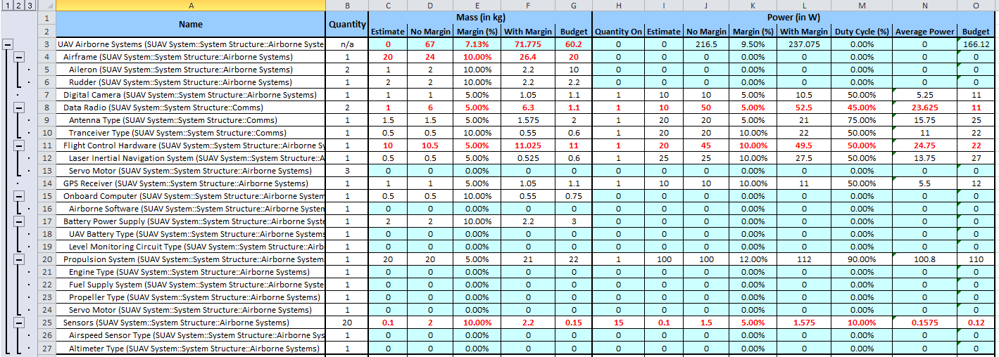 1 2 3 A B C D E F G H I J K L M N O
1 Name Quantity Mass (in kg) Power (in W)
2 Estimate No Margin Margin (%) With Margin Budget Quantity On Estimate No Margin Margin (%) With Margin Duty Cycle (%) Average Power Budget
3 UAV Airborne Systems (SUAV System::System Structure::Airborne Syste n/a 0 67 7.13% 71.775 60.2 0 0 216.5 9.50% 237.075 0.00% 0 166.12
4 Airframe (SUAV System::System Structure::Airborne Systems) 1 20 24 10.00% 26.4 20 0 0 0 0.00% 0 0.00% 0 0
5 Aileron (SUAV System::System Structure::Airborne Systems) 2 1 2 10.00% 2.2 10 0 0 0 0.00% 0 0.00% 0 0
6 Rudder (SUAV System::System Structure::Airborne Systems) 1 2 2 10.00% 2.2 2.2 0 0 0 0.00% 0 0.00% 0 0
7 Digital Camera (SUAV System::System Structure::Airborne Systems) 1 1 1 5.00% 1.05 1.1 1 10 10 5.00% 10.5 50.00% 5.25 11
8 Data Radio (SUAV System::System Structure::Comms) 2 1 6 5.00% 6.3 1.1 1 10 50 5.00% 52.5 45.00% 23.625 11
9 Antenna Type (SUAV System::System Structure::Comms) 1 1.5 1.5 5.00% 1.575 2 1 20 20 5.00% 21 75.00% 15.75 25
10 Tranceiver Type (SUAV System::System Structure::Comms) 1 0.5 0.5 10.00% 0.55 0.6 1 20 20 10.00% 22 50.00% 11 22
11 Flight Control Hardware (SUAV System::System Structure::Airborne Sy 1 10 10.5 5.00% 11.025 11 1 20 45 10.00% 49.5 50.00% 24.75 22
12 Laser Inertial Navigation System (SUAV System::System Structure::A 1 0.5 0.5 5.00% 0.525 0.6 1 25 25 10.00% 27.5 50.00% 13.75 27
13 Servo Motor (SUAV System::System Structure::Airborne Systems) 3 0 0 0.00% 0 0 0 0 0 0.00% 0 0.00% 0 0
14 GPS Receiver (SUAV System::System Structure::Airborne Systems) 1 1 1 5.00% 1.05 1.1 1 10 10 10.00% 11 50.00% 5.5 12
15 Onboard Computer (SUAV System::System Structure::Airborne System 1 0.5 0.5 10.00% 0.55 0.75 0 0 0 0.00% 0 0.00% 0 0
16 Airborne Software (SUAV System::System Structure::Airborne System 1 0 0 0.00% 0 0 0 0 0 0.00% 0 0.00% 0 0
17 Battery Power Supply (SUAV System::System Structure::Airborne Syste 1 2 2 10.00% 2.2 3 0 0 0 0.00% 0 0.00% 0 0
18 UAV Battery Type (SUAV System::System Structure::Airborne Systems 1 0 0 0.00% 0 0 0 0 0 0.00% 0 0.00% 0 0
19 Level Monitoring Circuit Type (SUAV System::System Structure::Airb 1 0 0 0.00% 0 0 0 0 0 0.00% 0 0.00% 0 0
20 Propulsion System (SUAV System::System Structure::Airborne System 1 20 20 5.00% 21 22 1 100 100 12.00% 112 90.00% 100.8 110
21 Engine Type (SUAV System::System Structure::Airborne Systems) 1 0 0 0.00% 0 0 0 0 0 0.00% 0 0.00% 0 0
22 Fuel Supply System (SUAV System::System Structure::Airborne Syste 1 0 0 0.00% 0 0 0 0 0 0.00% 0 0.00% 0 0
23 Propeller Type (SUAV System::System Structure::Airborne Systems) 1 0 0 0.00% 0 0 0 0 0 0.00% 0 0.00% 0 0
24 Servo Motor (SUAV System::System Structure::Airborne Systems) 1 0 0 0.00% 0 0 0 0 0 0.00% 0 0.00% 0 0
25 Sensors (SUAV System::System Structure::Airborne Systems) 20 0.1 2 10.00% 2.2 0.15 15 0.1 1.5 5.00% 1.575 10.00% 0.1575 0.12
26 Airspeed Sensor Type (SUAV System::System Structure::Airborne Sys 1 0 0 0.00% 0 0 0 0 0 0.00% 0 0.00% 0 0
27 Altimeter Type (SUAV System::System Structure::Airborne Systems) 1 0 0 0.00% 0 0 0 0 0 0.00% 0 0.00% 0 0